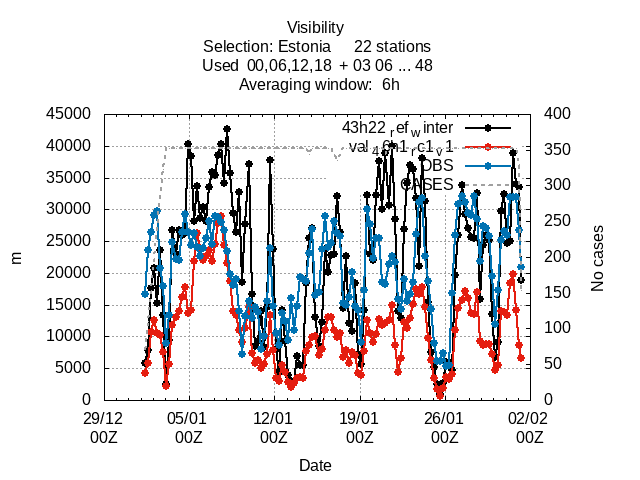 Visibility
Selection: Estonia 22 stations
Used 00,06,12,18 + 03 06 ... 48
Averaging window: 6h
45000
40000
35000
30000
25000
20000
15000
10000
5000
0
m
400
350
300
250
200
150
100
50
0
No cases
43h22_ref_winter
val_46h1_rc1_v1
OBS
CASES
29/12 05/01 12/01 19/01 26/01 02/02
00Z 00Z 00Z 00Z 00Z 00Z
Date